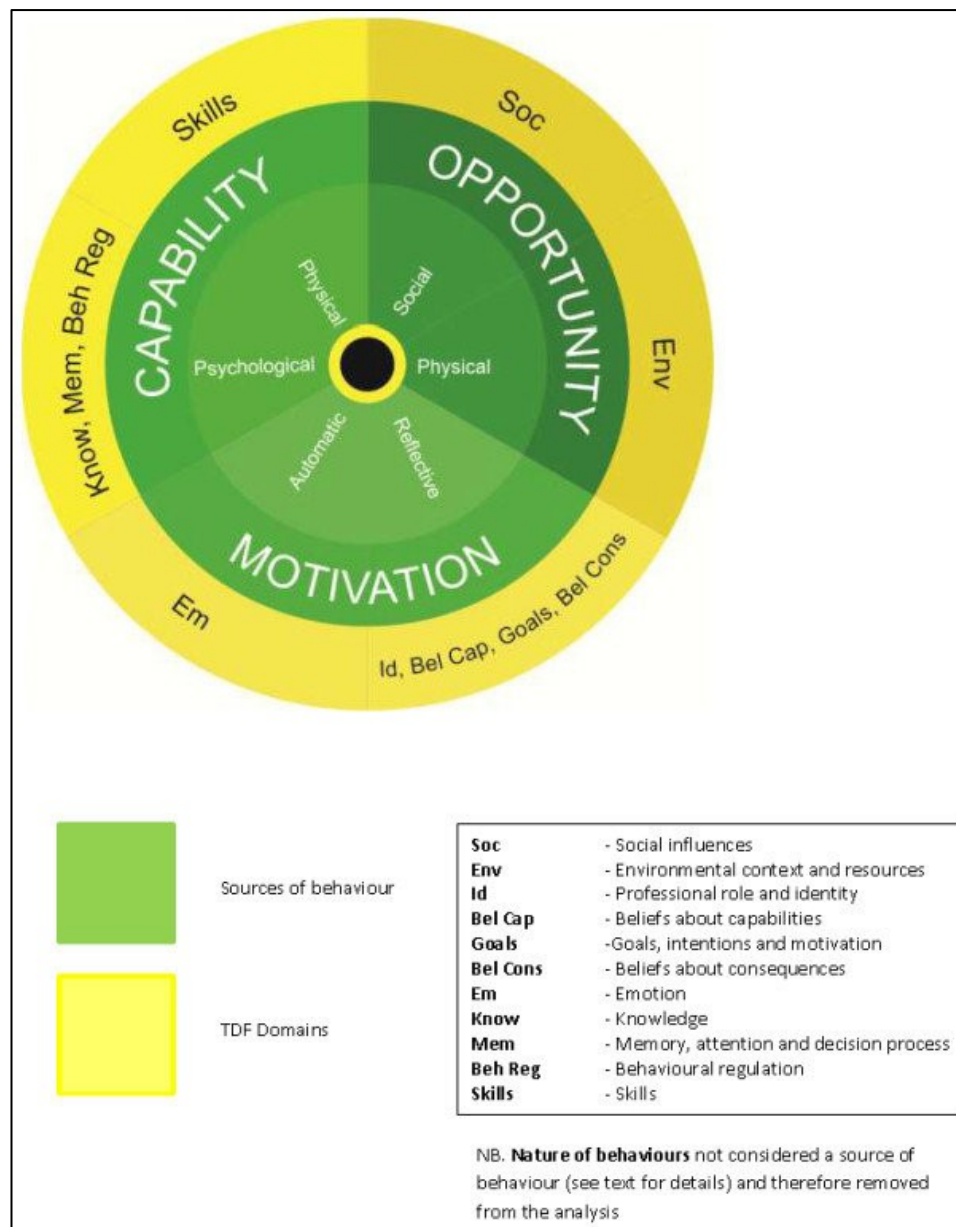 Skills
Soc
CAPABILITY
OPPORTUNITY
Know, Mem, Beh Reg
Physical
Social
Env
Psychological
Physical
Automatic
Reflective
MOTIVATION
Em
Id, Bel Cap, Goals, Bel Cons
Sources of behaviour
TDF Domains
Soc - Social influences
Env - Environmental context and resources
Id - Professional role and identity
Bel Cap - Beliefs about capabilities
Goals -Goals, intentions and motivation
Bel Cons - Beliefs about consequences
Em - Emotion
Know - Knowledge
Mem - Memory, attention and decision process
Beh Reg - Behavioural regulation
Skills - Skills
NB. Nature of behaviours not considered a source of
behaviour (see text for details) and therefore removed
from the analysis